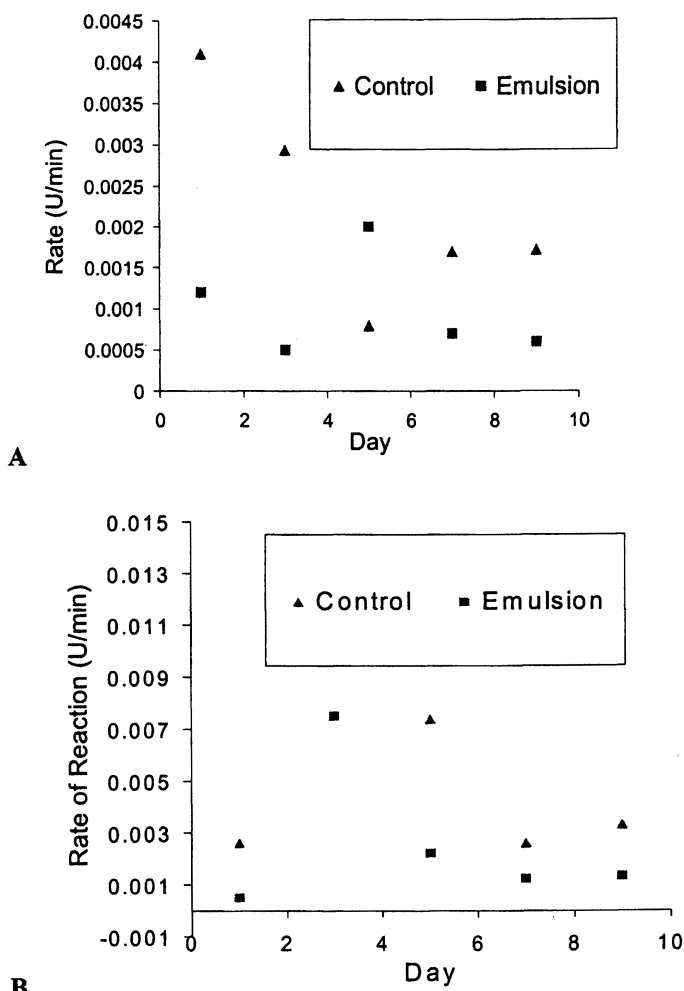 0.0045
0.004
0.0035
0.003
0.0025
0.002
0.0015
0.001
0.0005
0
Rate (U/min)
Control Emulsion
0 2 4 6 8 10
Day
A
0.015
0.013
0.011
0.009
0.007
0.005
0.003
0.001
-0.001
Rate of Reaction (U/min)
Control Emulsion
0 2 4 6 8 10
Day
B